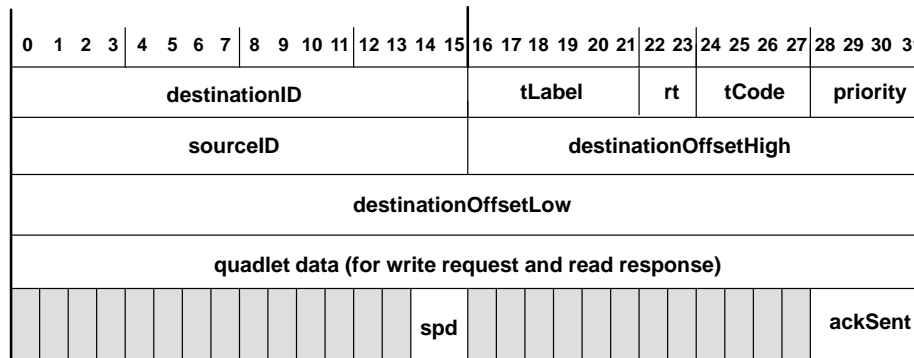 0 1 2 3 4 5 6 7 8 9 10 11 12 13 14 15 16 17 18 19 20 21 22 23 24 25 26 27 28 29 30
destinationID tLabel rt tCode priority
sourceID destinationOffsetHigh
destinationOffsetLow
quadlet data (for write request and read response)
spd ackSent